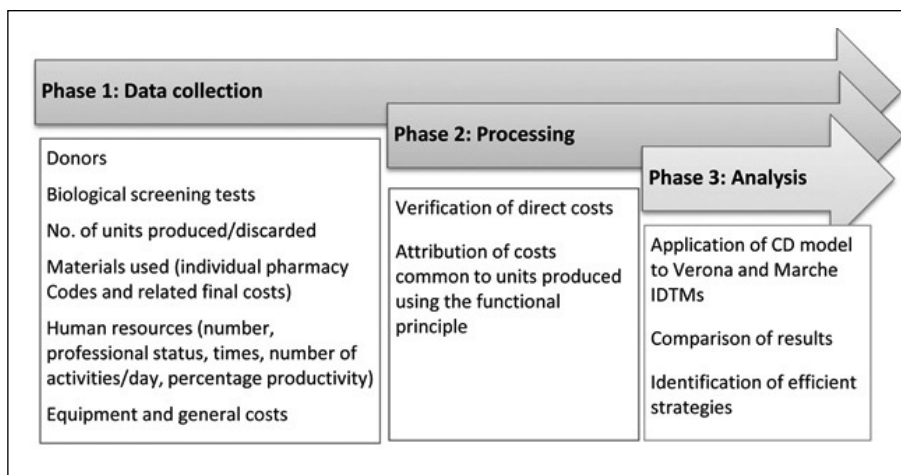 Phase 1: Data collection
Donors
Biological screening tests
No. of units produced/discarded
Materials used (individual pharmacy
Codes and related final costs)
Human resources (number,
professional status, times, number of
activities/day, percentage productivity)
Equipment and general costs
Phase 2: Processing
Verification of direct costs
Attribution of costs
common to units produced
using the functional
principle
Phase 3: Analysis
Application of CD model
to Verona and Marche
IDTMs
Comparison of results
Identification of efficient
strategies